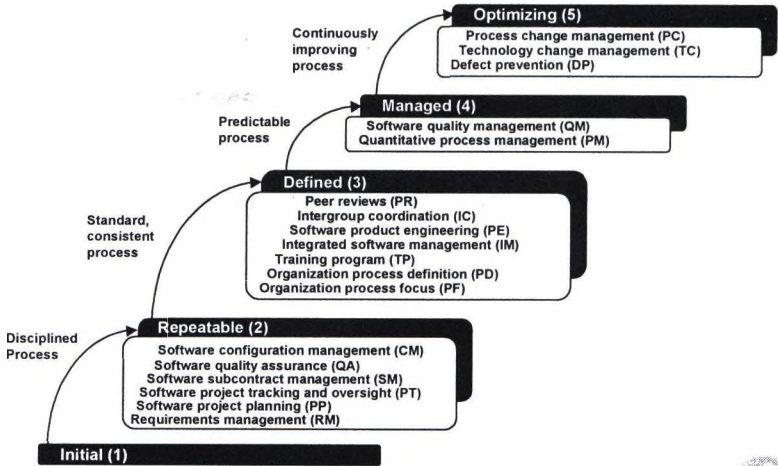 Optimizing (5)
Continuously
improving
process
Process change management (PC)
Technology change management (TC)
Defect prevention (DP)
Managed (4)
Predictable
process
Software quality management (QM)
Quantitative process management (PM)
Defined (3)
Standard,
consistent
process
Peer reviews (PR)
Intergroup coordination (IC)
Software product engineering (PE)
Integrated software management (IM)
Training program (TP)
Organization process definition (PD)
Organization process focus (PF)
Repeatable (2)
Disciplined
Process
Software configuration management (CM)
Software quality assurance (QA)
Software subcontract management (SM)
Software project tracking and oversight (PT)
Software project planning (PP)
Requirements management (RM)
Initial (1)